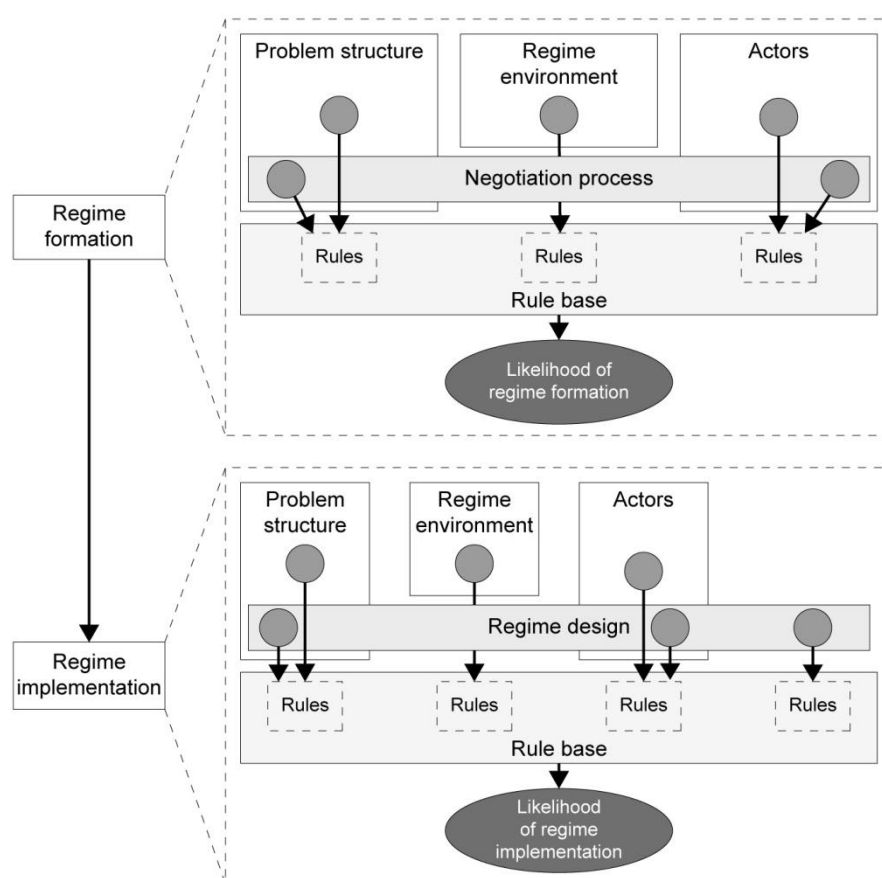 Problem structure
Regime
environment
Actors
Negotiation process
Regime
formation
Rules
Rules
Rules
Rule base
Likelihood of
regime formation
Problem
structure
Regime
environment
Actors
Regime design
Regime
implementation
Rules
Rules
Rules
Rules
Rule base
Likelihood
of regime
implementation